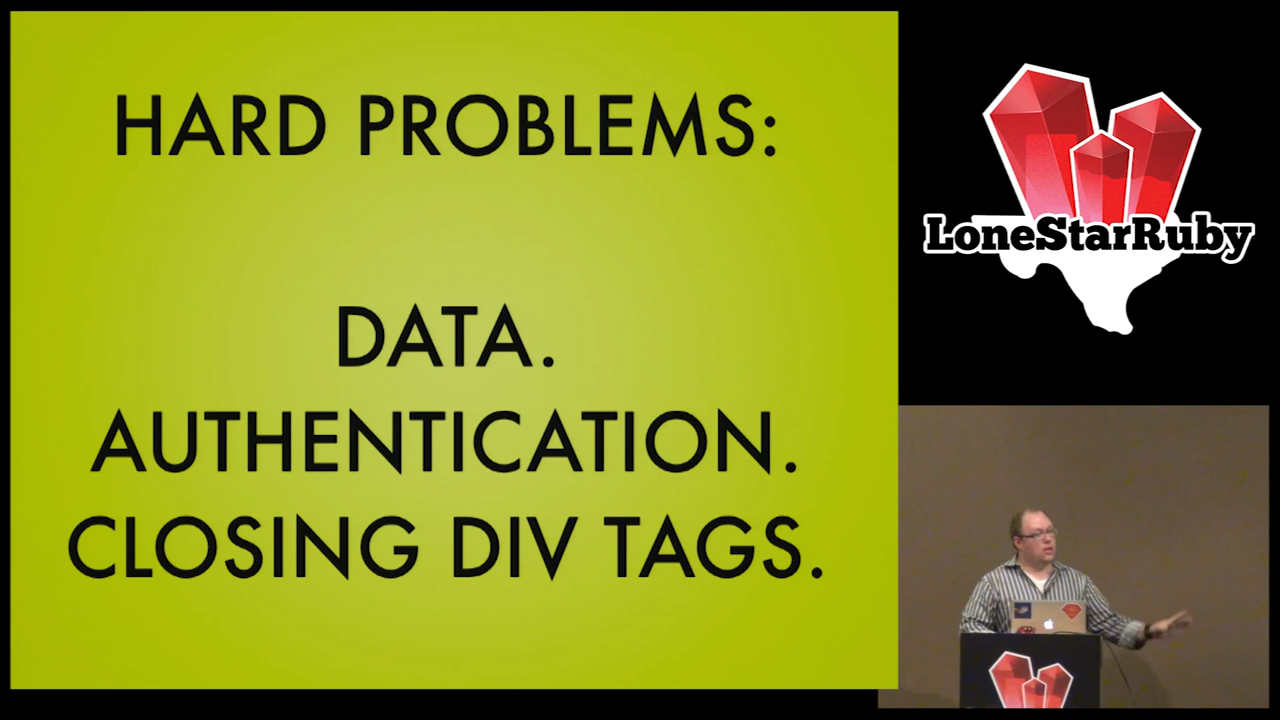 HARD PROBLEMS:
DATA.
AUTHENTICATION.
CLOSING DIV TAGS.
LoneStarRuby